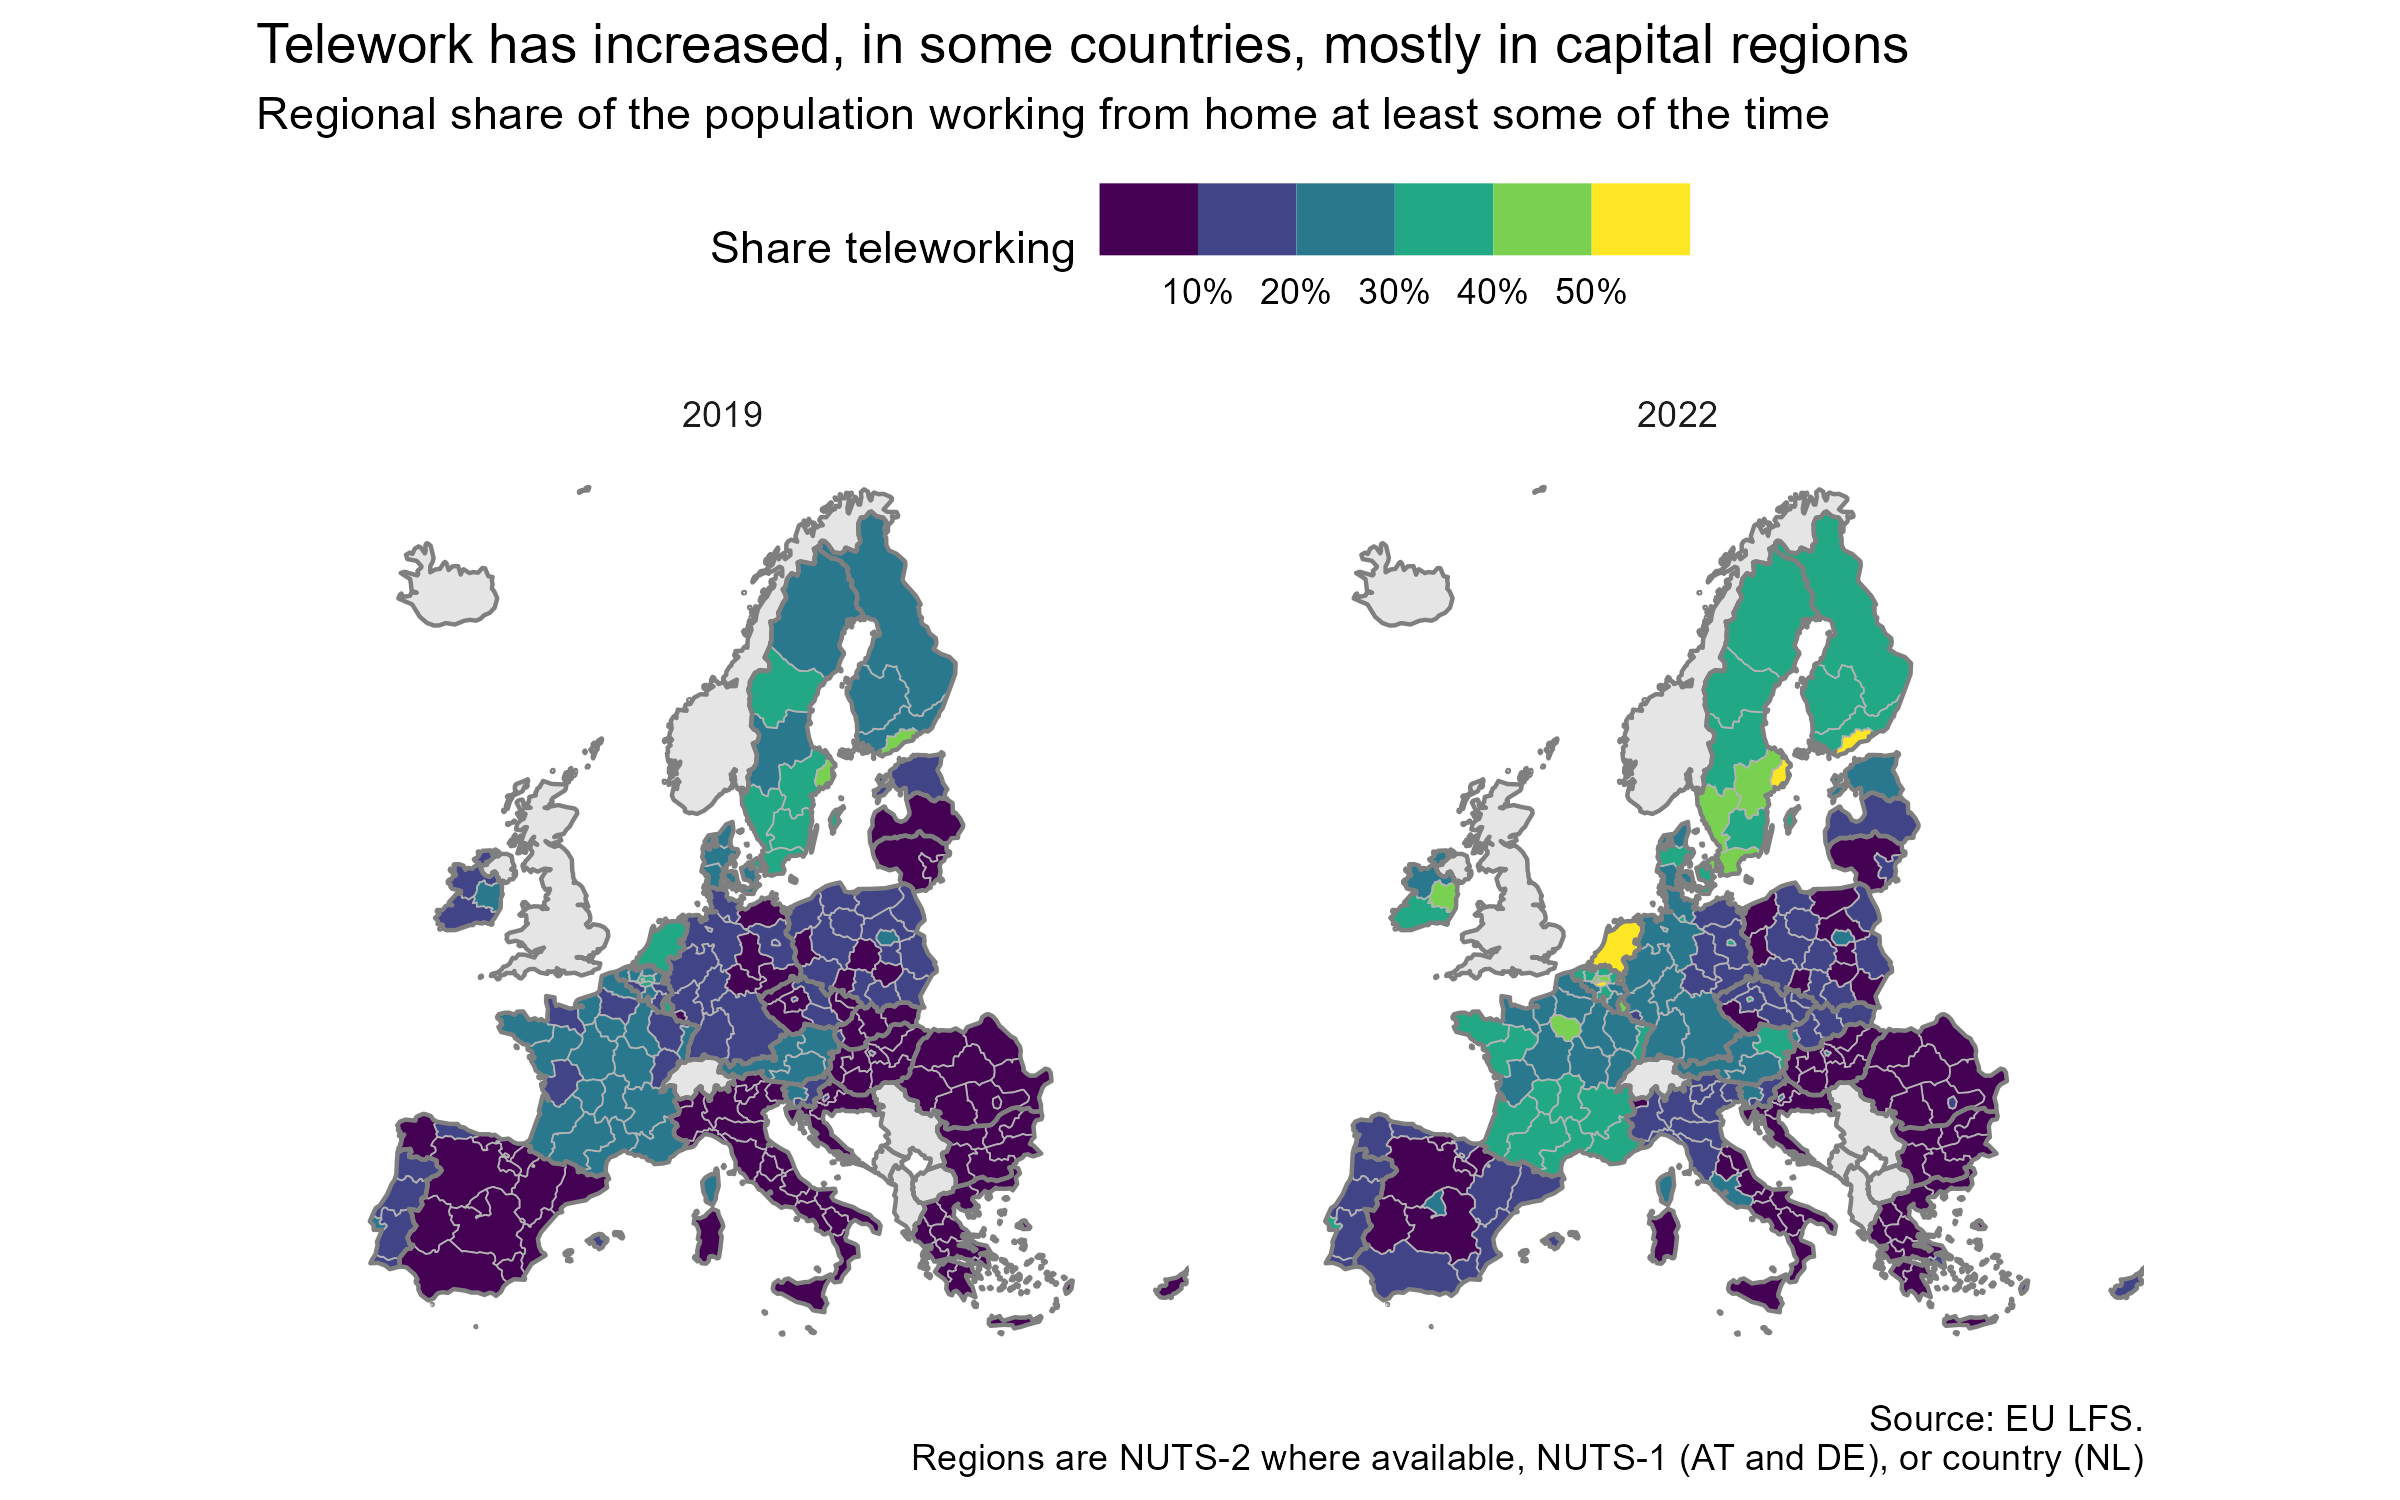 Telework has increased, in some countries, mostly in capital regions
Regional share of the population working from home at least some of the time
Share teleworking
10% 20% 30% 40% 50%
2019 2022
Source: EU LFS.
Regions are NUTS-2 where available, NUTS-1 (AT and DE), or country (NL)